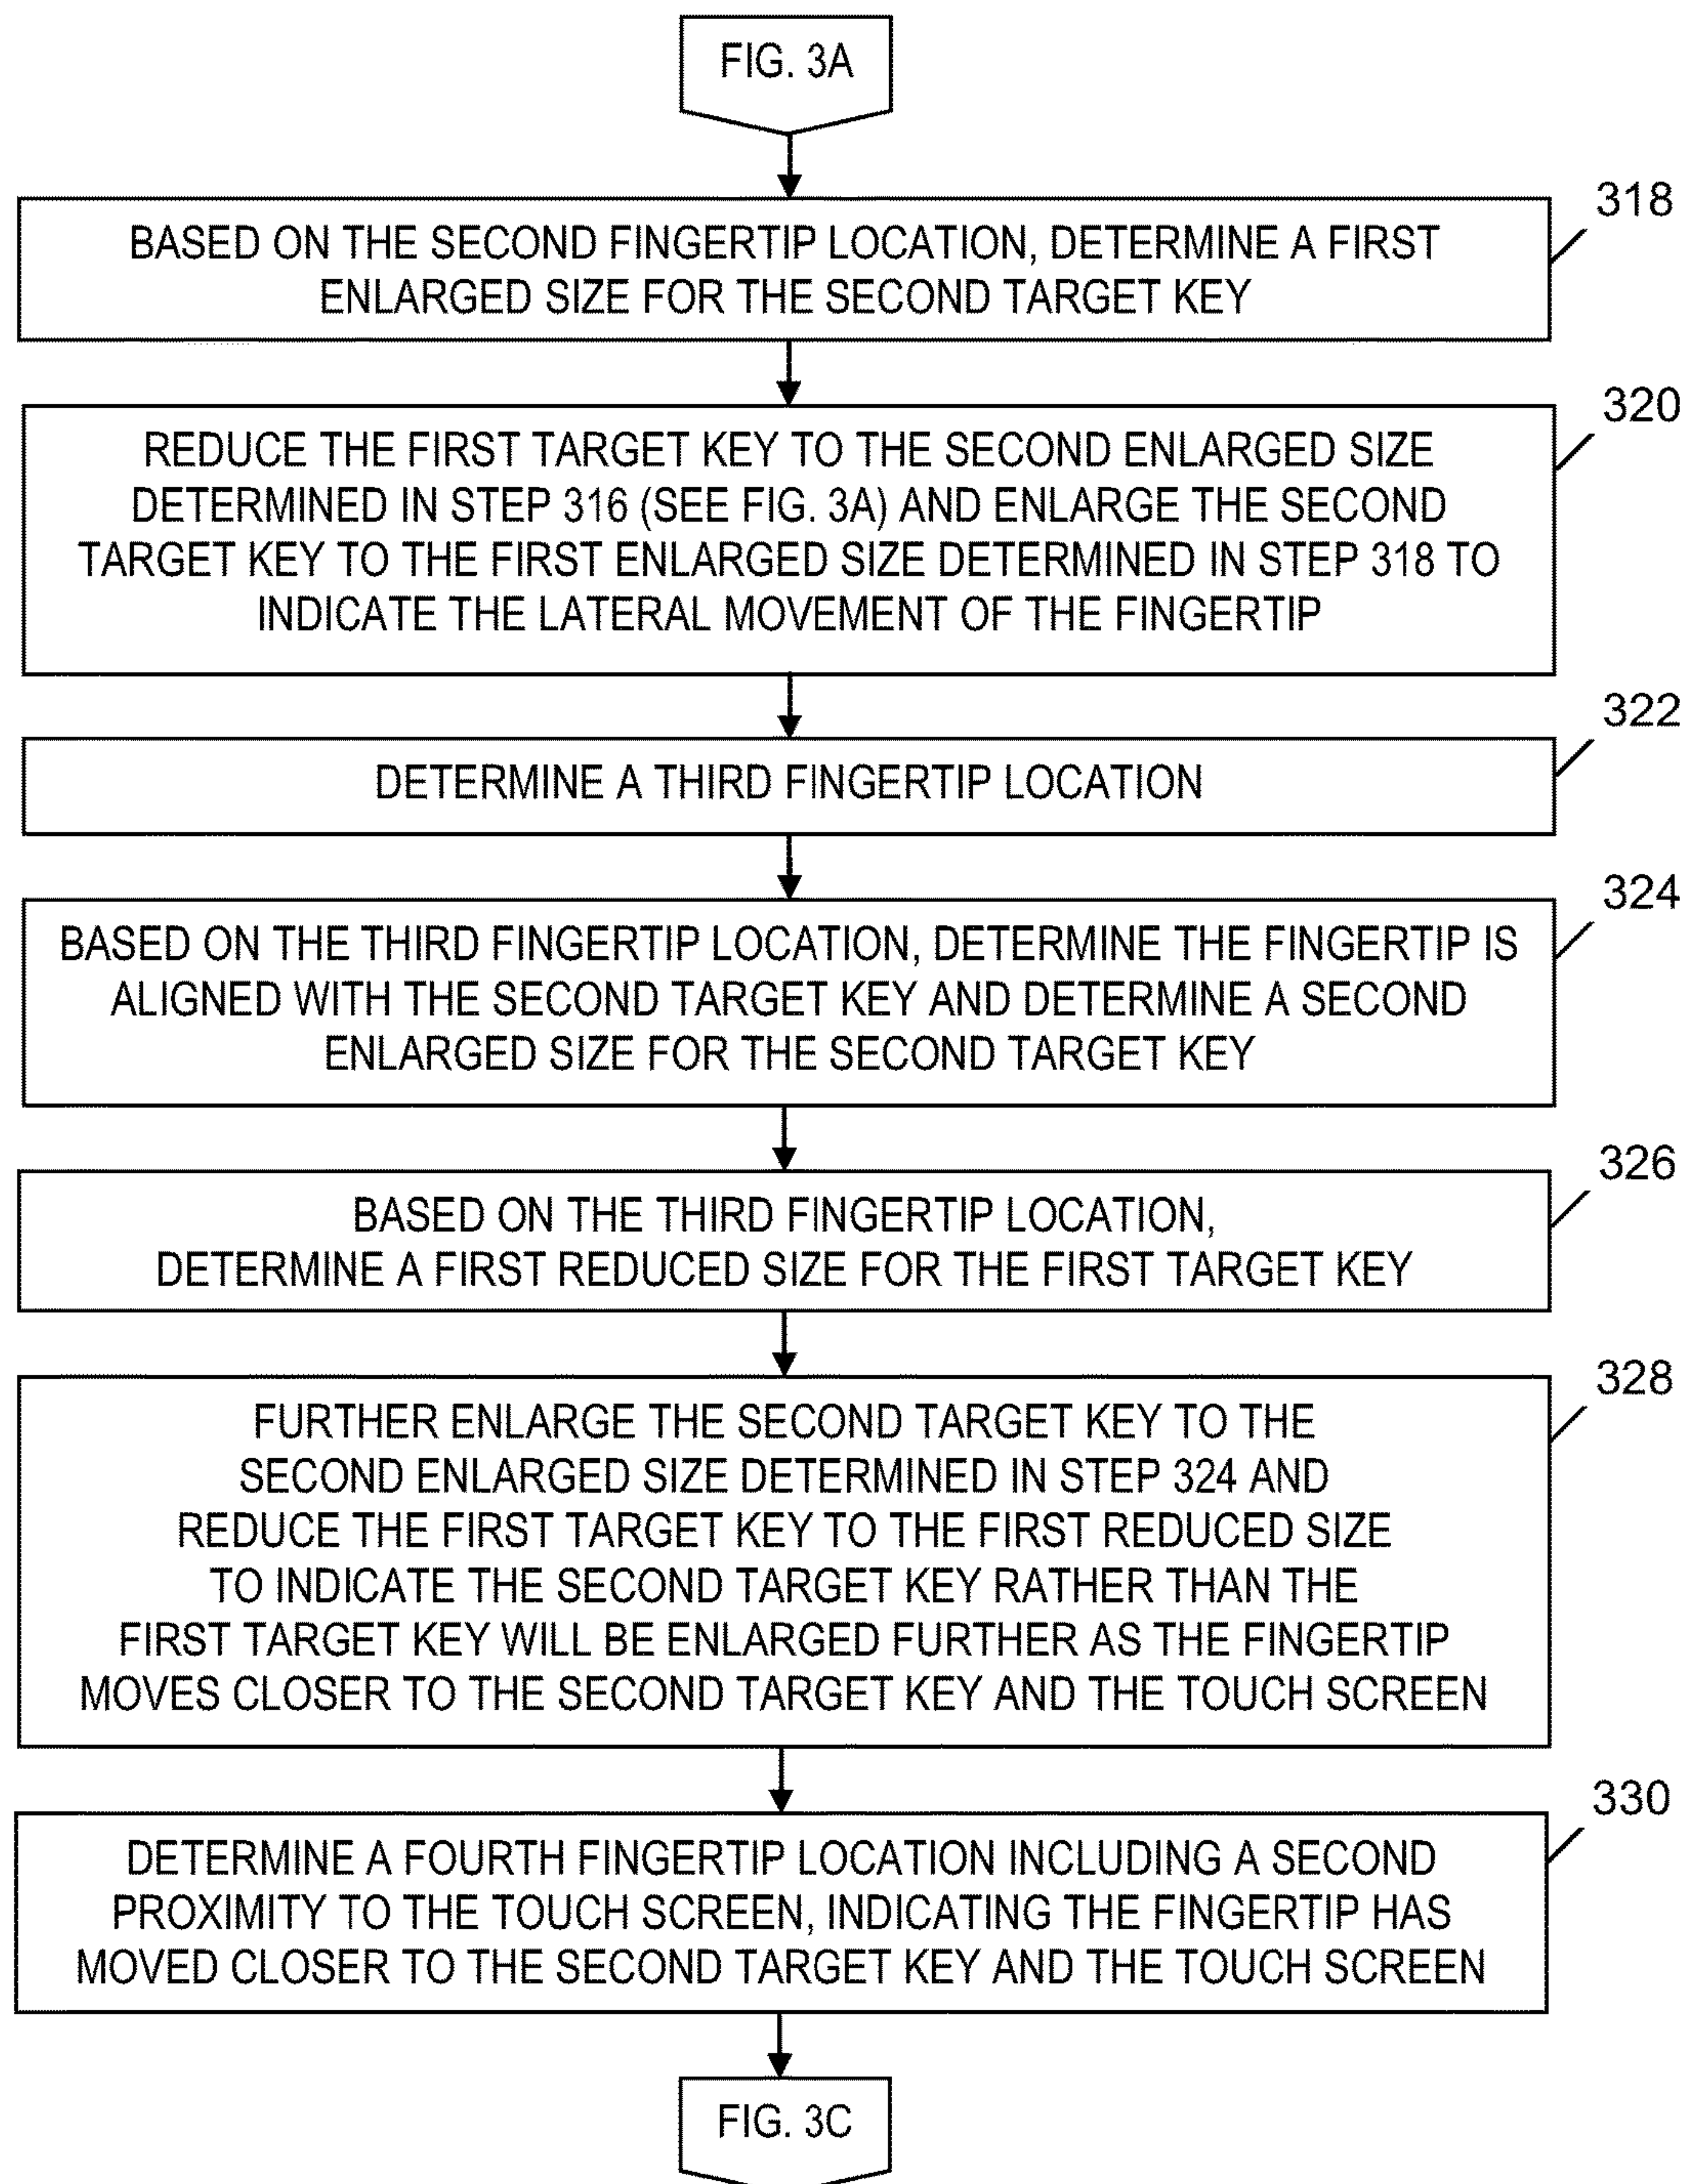 FIG. 3A
318
BASED ON THE SECOND FINGERTIP LOCATION, DETERMINE A FIRST
ENLARGED SIZE FOR THE SECOND TARGET KEY
320
REDUCE THE FIRST TARGET KEY TO THE SECOND ENLARGED SIZE
DETERMINED IN STEP 316 (SEE FIG. 3A) AND ENLARGE THE SECOND
TARGET KEY TO THE FIRST ENLARGED SIZE DETERMINED IN STEP 318 TO
INDICATE THE LATERAL MOVEMENT OF THE FINGERTIP
322
DETERMINE A THIRD FINGERTIP LOCATION
324
BASED ON THE THIRD FINGERTIP LOCATION, DETERMINE THE FINGERTIP IS
ALIGNED WITH THE SECOND TARGET KEY AND DETERMINE A SECOND
ENLARGED SIZE FOR THE SECOND TARGET KEY
326
BASED ON THE THIRD FINGERTIP LOCATION,
DETERMINE A FIRST REDUCED SIZE FOR THE FIRST TARGET KEY
328
FURTHER ENLARGE THE SECOND TARGET KEY TO THE
SECOND ENLARGED SIZE DETERMINED IN STEP 324 AND
REDUCE THE FIRST TARGET KEY TO THE FIRST REDUCED SIZE
TO INDICATE THE SECOND TARGET KEY RATHER THAN THE
FIRST TARGET KEY WILL BE ENLARGED FURTHER AS THE FINGERTIP
MOVES CLOSER TO THE SECOND TARGET KEY AND THE TOUCH SCREEN
330
DETERMINE A FOURTH FINGERTIP LOCATION INCLUDING A SECOND
PROXIMITY TO THE TOUCH SCREEN, INDICATING THE FINGERTIP HAS
MOVED CLOSER TO THE SECOND TARGET KEY AND THE TOUCH SCREEN
FIG. 3C